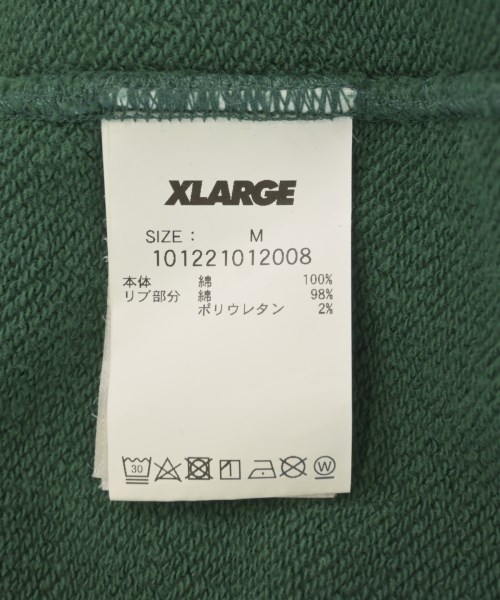 XLARGE
SIZE : M
101221012008
本体 綿 100%
リブ部分 綿 98%
ポリウレタン 2%
30 W